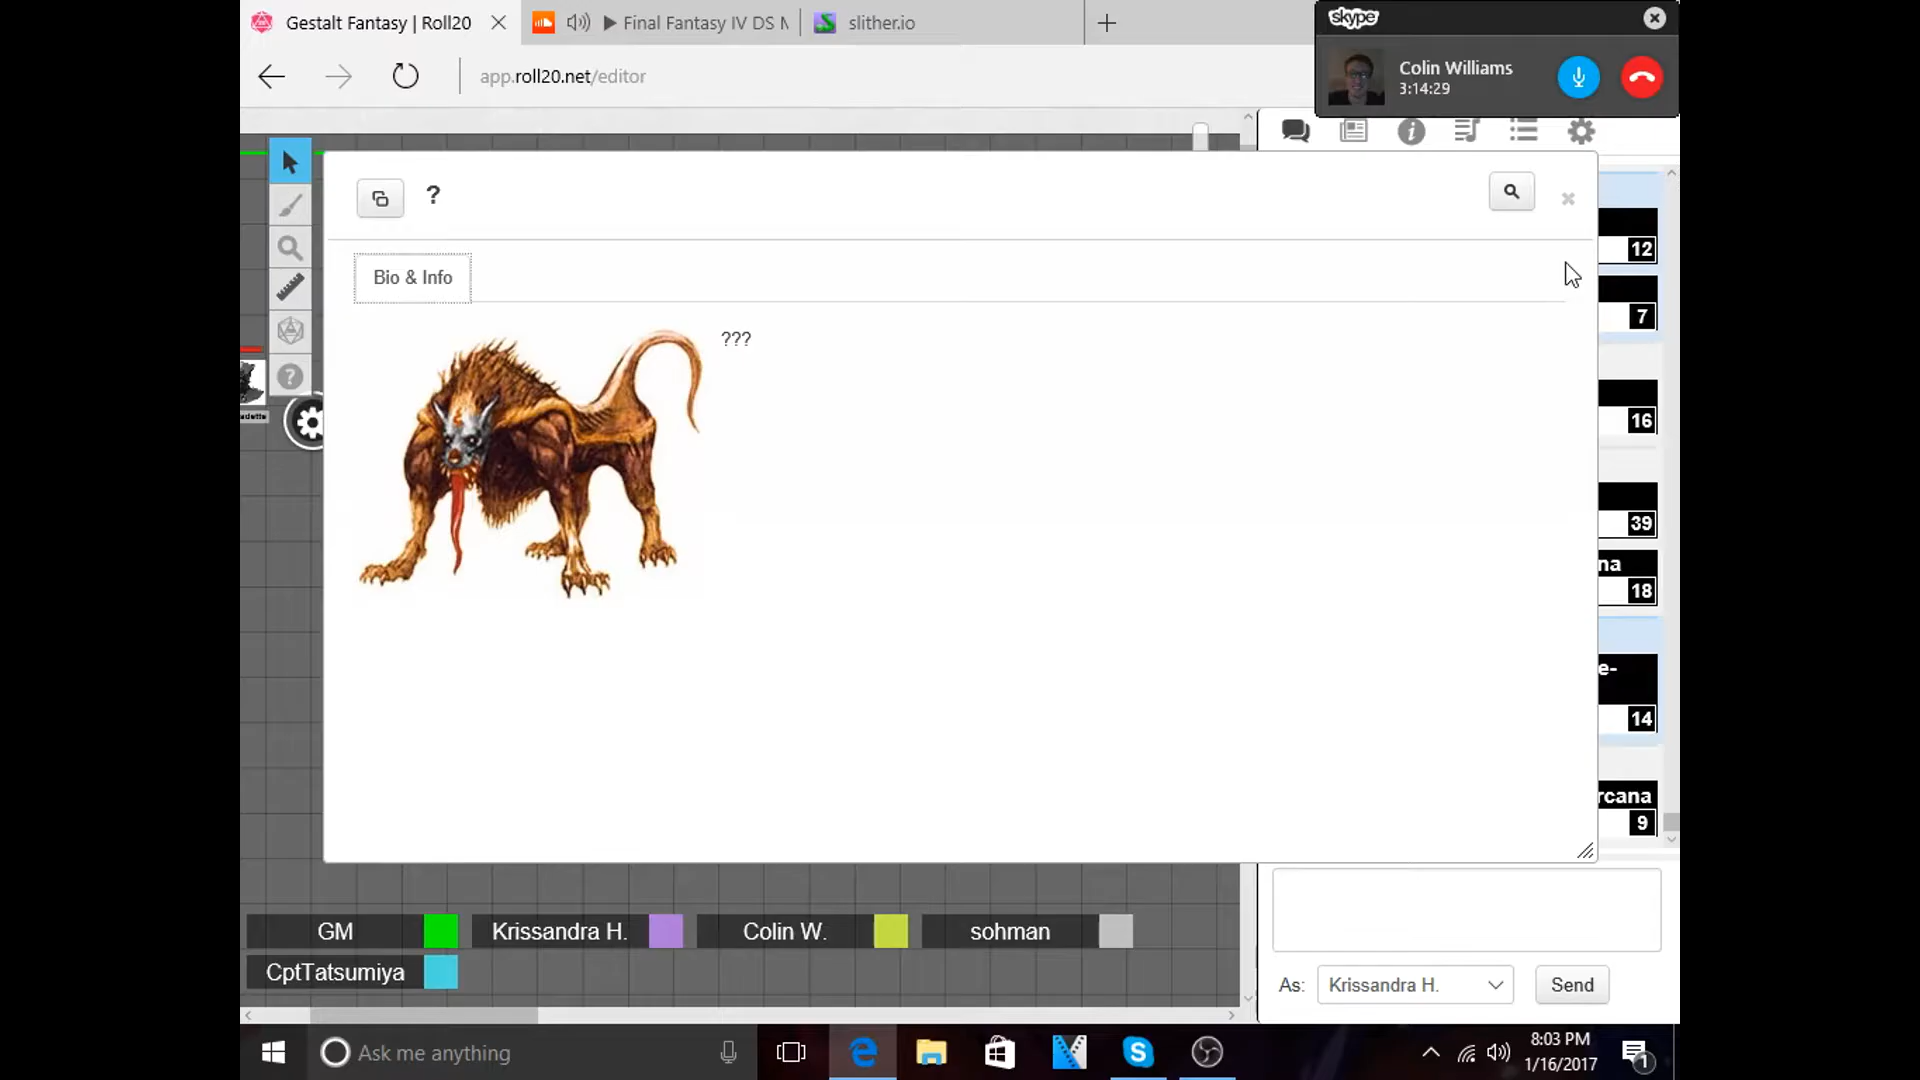 Gestalt Fantasy | Roll20
Final Fantasy IV DS M
slither.io
skype
Colin Williams
3:14:29
app.roll20.net/editor
?
Bio & Info
???
12
7
16
39
na
18
e-
14
rcana
9
GM
Krissandra H.
Colin W.
sohman
CptTatsumiya
As:
Krissandra H.
Send
Ask me anything
8:03 PM
1/16/2017
1